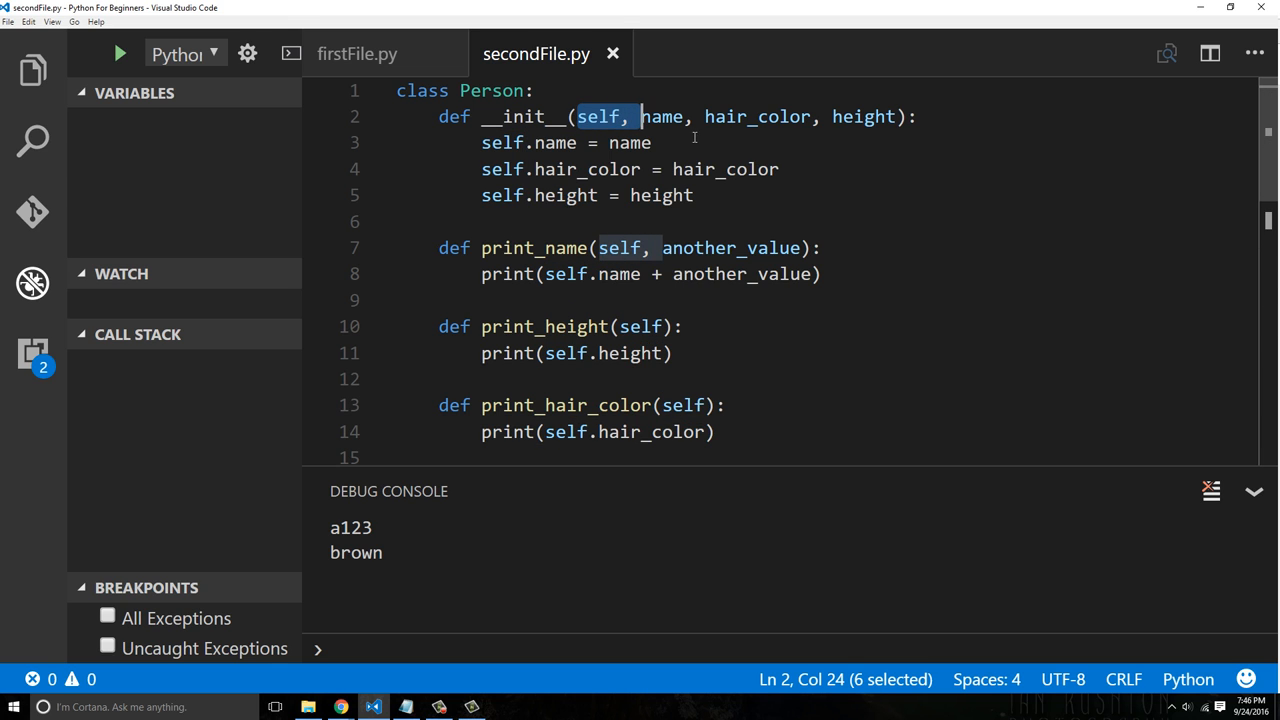 secondFile.py - Python For Beginners - Visual Studio Code
File Edit View Go Help
Pythor
firstFile.py
secondFile.py
VARIABLES
WATCH
CALL STACK
2
BREAKPOINTS
All Exceptions
Uncaught Exceptions
1 class Person:
2 def __init__(self, name, hair_color, height):
3 self.name = name
4 self.hair_color = hair_color
5 self.height = height
6
7 def print_name(self, another_value):
8 print(self.name + another_value)
9
10 def print_height(self):
11 print(self.height)
12
13 def print_hair_color(self):
14 print(self.hair_color)
15
DEBUG CONSOLE
a123
brown
0 0
Ln 2, Col 24 (6 selected) Spaces: 4 UTF-8 CRLF Python
I'm Cortana. Ask me anything.
7:46 PM
9/24/2016